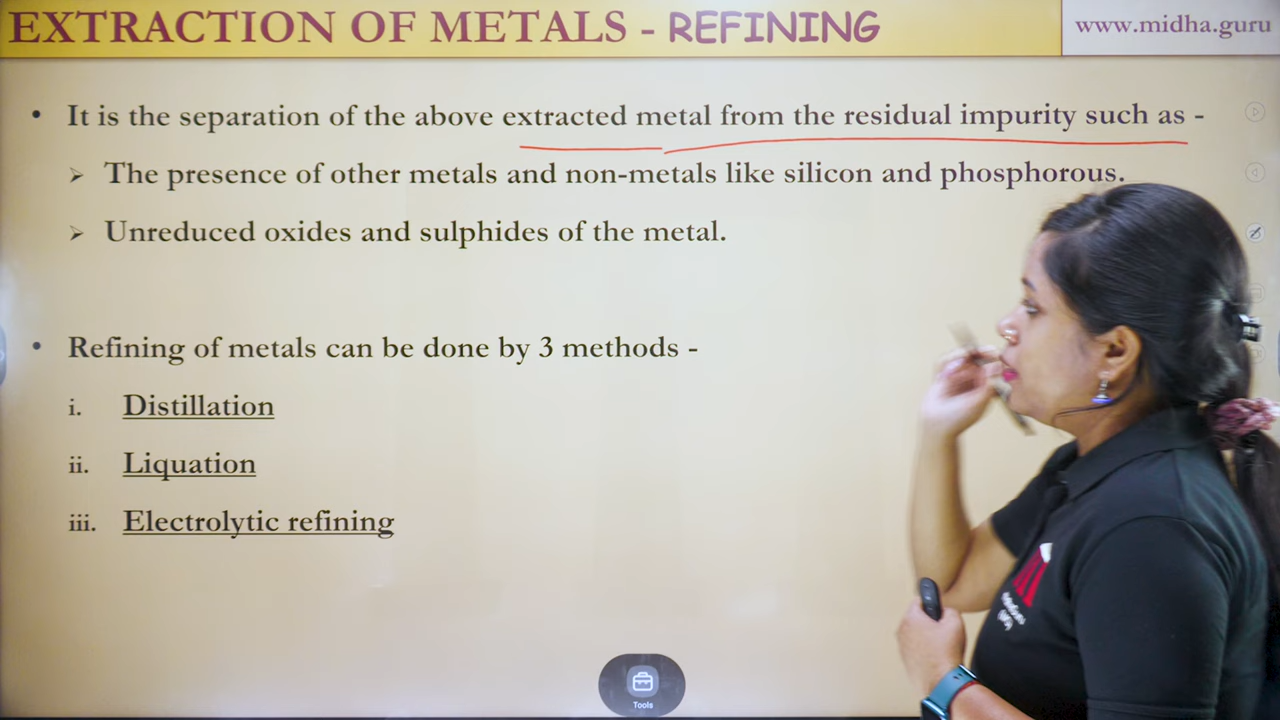 EXTRACTION OF METALS - REFINING
www.midha.guru
• It is the separation of the above extracted metal from the residual impurity such as -
➢ The presence of other metals and non-metals like silicon and phosphorous.
➢ Unreduced oxides and sulphides of the metal.
• Refining of metals can be done by 3 methods -
i. Distillation
ii. Liquation
iii. Electrolytic refining
Tools